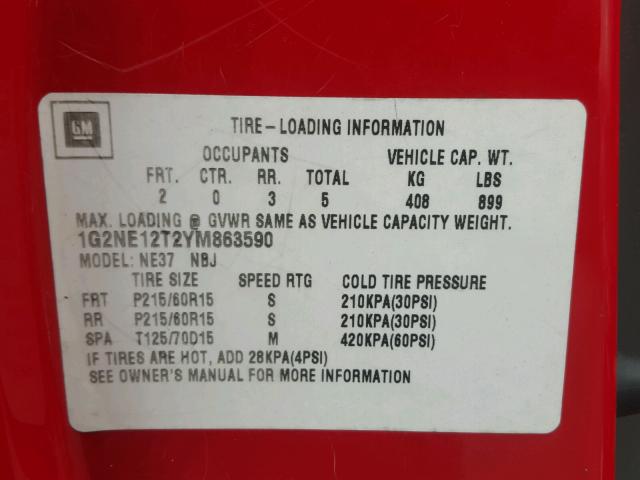 GM
TIRE-LOADING INFORMATION
OCCUPANTS VEHICLE CAP. WT.
FRT. CTR. RR. TOTAL KG LBS
2 0 3 5 408 899
MAX. LOADING @ GVWR SAME AS VEHICLE CAPACITY WEIGHT.
1G2NE12T2YM863590
MODEL: NE37 NBJ
TIRE SIZE SPEED RTG COLD TIRE PRESSURE
FRT P215/60R15 S 210KPA(30PSI)
RR P215/60R15 S 210KPA(30PSI)
SPA T125/70D15 M 420KPA(60PSI)
IF TIRES ARE HOT, ADD 28KPA(4PSI)
SEE OWNER'S MANUAL FOR MORE INFORMATION